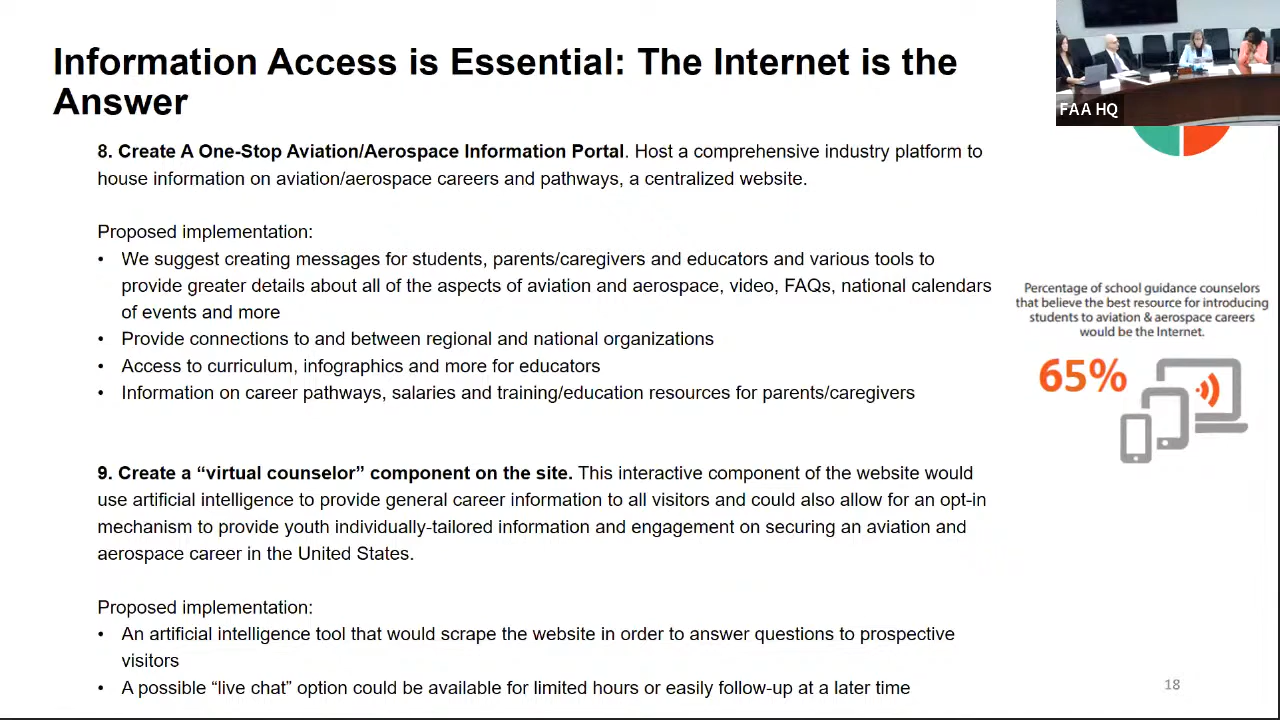 Information Access is Essential: The Internet is the
Answer
FAA HQ
8. Create A One-Stop Aviation/Aerospace Information Portal. Host a comprehensive industry platform to
house information on aviation/aerospace careers and pathways, a centralized website.
Proposed implementation:
• We suggest creating messages for students, parents/caregivers and educators and various tools to
provide greater details about all of the aspects of aviation and aerospace, video, FAQs, national calendars
of events and more
• Provide connections to and between regional and national organizations
• Access to curriculum, infographics and more for educators
• Information on career pathways, salaries and training/education resources for parents/caregivers
Percentage of school guidance counselors
that believe the best resource for introducing
students to aviation & aerospace careers
would be the Internet.
65%
9. Create a “virtual counselor” component on the site. This interactive component of the website would
use artificial intelligence to provide general career information to all visitors and could also allow for an opt-in
mechanism to provide youth individually-tailored information and engagement on securing an aviation and
aerospace career in the United States.
Proposed implementation:
• An artificial intelligence tool that would scrape the website in order to answer questions to prospective
visitors
• A possible “live chat” option could be available for limited hours or easily follow-up at a later time
18